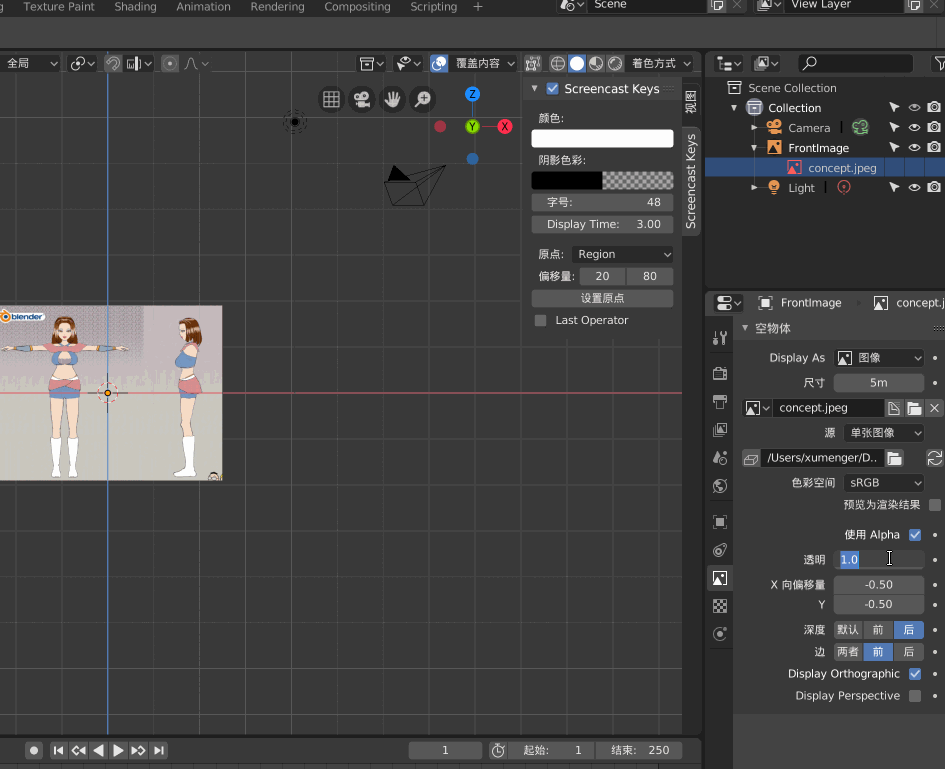 Texture Paint Shading Animation Rendering Compositing Scripting + Scene View Layer
全局 覆盖内容 着色方式
Screencast Keys
颜色:
阴影色彩:
字号: 48
Display Time: 3.00
原点: Region
偏移量: 20 80
设置原点
Last Operator
视图
Screencast Keys
Z
Y
X
blender
Scene Collection
Collection
Camera
FrontImage
concept.jpeg
Light
FrontImage concept.j
空物体
Display As 图像
尺寸 5m
concept.jpeg
源 单张图像
/Users/xumenger/D..
色彩空间 sRGB
预览为渲染结果
使用 Alpha
透明 1.0
X 向偏移量 -0.50
Y -0.50
深度 默认 前 后
边 两者 前 后
Display Orthographic
Display Perspective
1 起始: 1 结束: 250